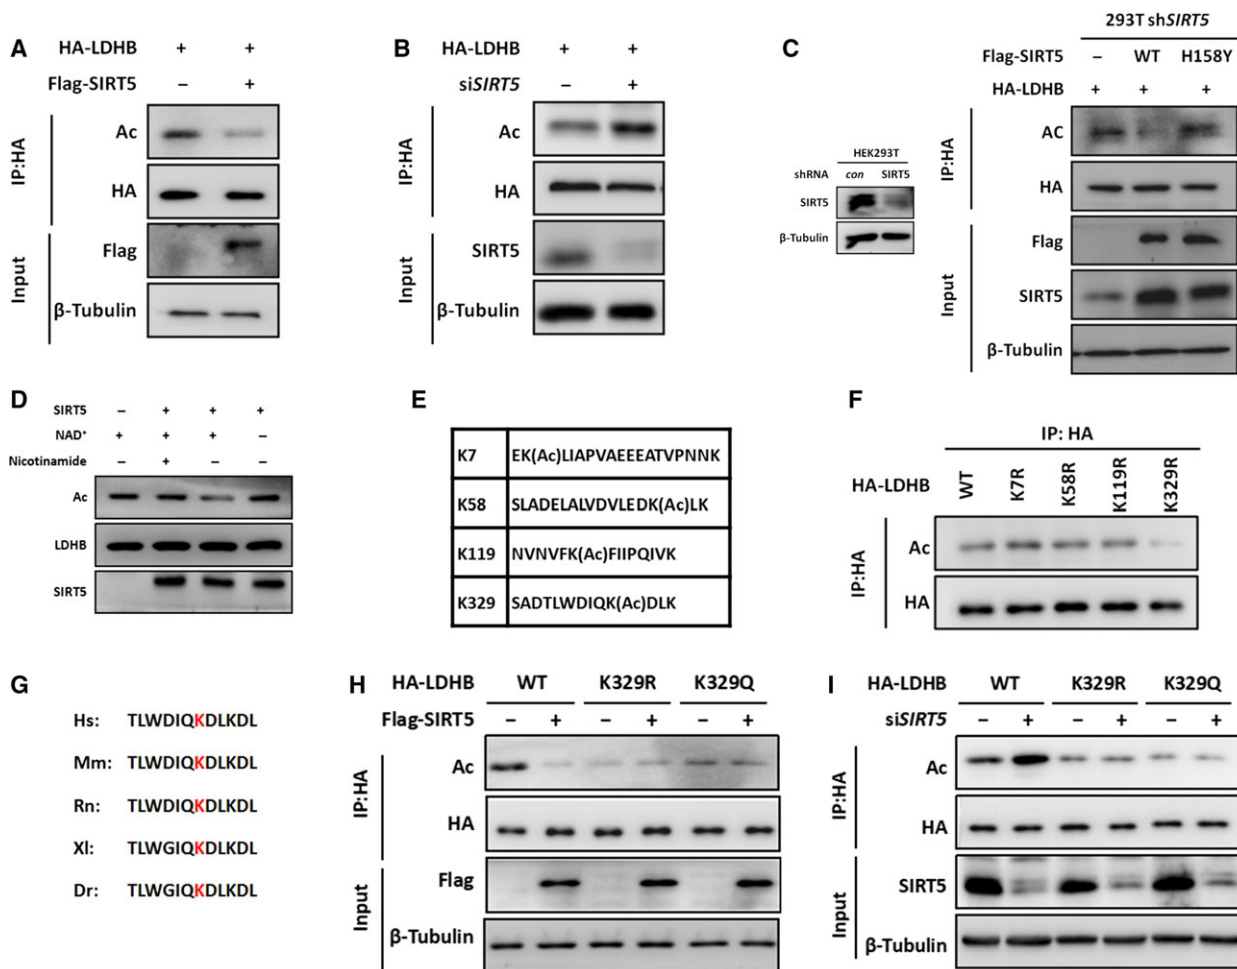 A
HA-LDHB + +
Flag-SIRT5 – +
IP:HA
Ac
HA
Input
Flag
β-Tubulin
B
HA-LDHB + +
siSIRT5 – +
IP:HA
Ac
HA
Input
SIRT5
β-Tubulin
C
HEK293T
shRNA con SIRT5
SIRT5
β-Tubulin
293T shSIRT5
Flag-SIRT5 – WT H158Y
HA-LDHB + + +
IP:HA
AC
HA
Input
Flag
SIRT5
β-Tubulin
D
SIRT5 – + + +
NAD⁺ + + + –
Nicotinamide – + – –
Ac
LDHB
SIRT5
E
K7 EK(Ac)LIAPVAEEEATVPNNK
K58 SLADELALVDVLEDK(Ac)LK
K119 NVNVFK(Ac)FIIPQIVK
K329 SADTLWDIQK(Ac)DLK
F
IP: HA
HA-LDHB WT K7R K58R K119R K329R
IP:HA
Ac
HA
G
Hs: TLWDIQKDLKDL
Mm: TLWDIQKDLKDL
Rn: TLWDIQKDLKDL
Xl: TLWGIQKDLKDL
Dr: TLWGIQKDLKDL
H
HA-LDHB WT K329R K329Q
Flag-SIRT5 – + – + – +
IP:HA
Ac
HA
Input
Flag
β-Tubulin
I
HA-LDHB WT K329R K329Q
siSIRT5 – + – + – +
IP:HA
Ac
HA
Input
SIRT5
β-Tubulin